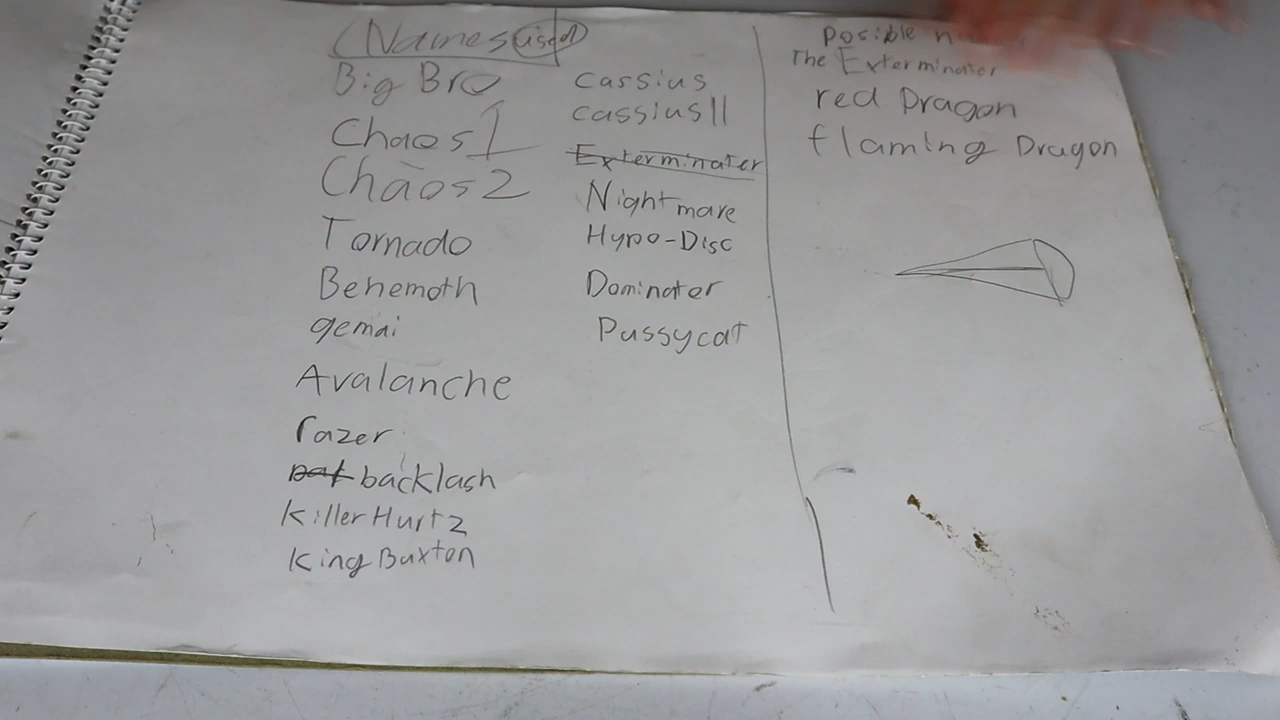 Names used
Big Bro
Chaos 1
Chaos 2
Tornado
Behemoth
gemai
Avalanche
razer
backlash
Killer Hurtz
King Buxton
Cassius
cassius II
Exterminater
Nightmare
Hypo-Disc
Dominater
Pussycat
posible
The Exterminater
red Dragon
flaming Dragon